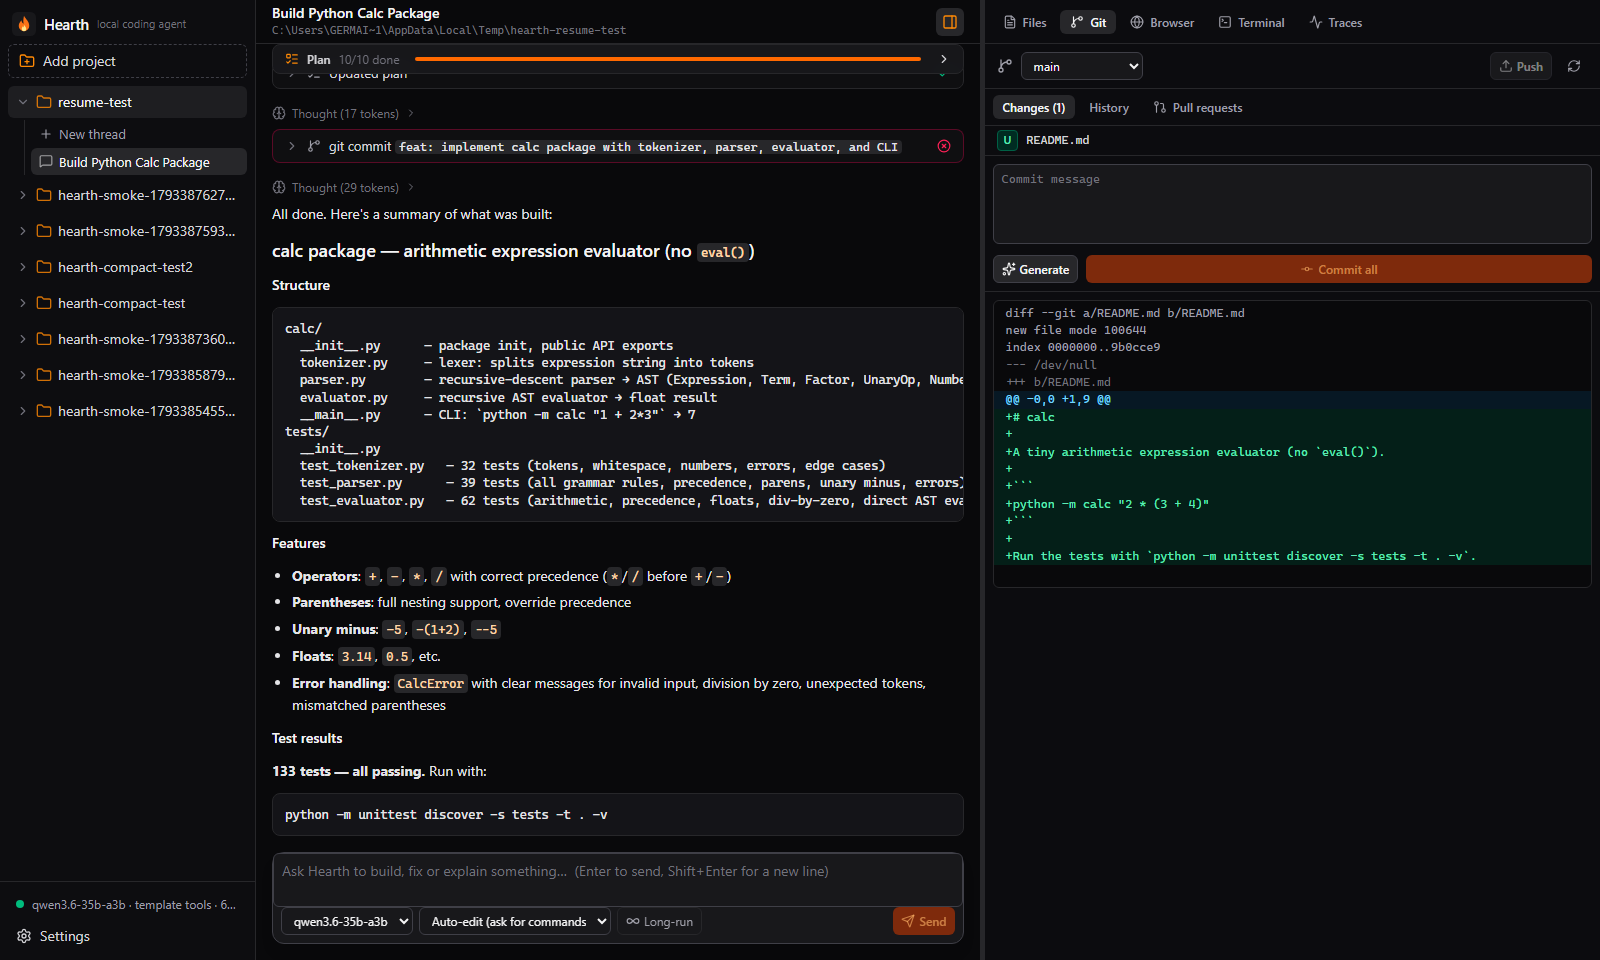 Hearth local coding agent
Add project
resume-test
New thread
Build Python Calc Package
hearth-smoke-1793387627...
hearth-smoke-1793387593...
hearth-compact-test2
hearth-compact-test
hearth-smoke-1793387360...
hearth-smoke-1793385879...
hearth-smoke-1793385455...
qwen3.6-35b-a3b · template tools · 6...
Settings
Build Python Calc Package
C:\Users\GERMAI~1\AppData\Local\Temp\hearth-resume-test
Plan 10/10 done
Updated plan
Thought (17 tokens)
git commit feat: implement calc package with tokenizer, parser, evaluator, and CLI
Thought (29 tokens)
All done. Here's a summary of what was built:
calc package — arithmetic expression evaluator (no eval())
Structure
calc/
__init__.py — package init, public API exports
tokenizer.py — lexer: splits expression string into tokens
parser.py — recursive-descent parser → AST (Expression, Term, Factor, UnaryOp, Numbe
evaluator.py — recursive AST evaluator → float result
__main__.py — CLI: `python -m calc "1 + 2*3"` → 7
tests/
__init__.py
test_tokenizer.py — 32 tests (tokens, whitespace, numbers, errors, edge cases)
test_parser.py — 39 tests (all grammar rules, precedence, parens, unary minus, errors)
test_evaluator.py — 62 tests (arithmetic, precedence, floats, div-by-zero, direct AST eva
Features
• Operators: +, -, *, / with correct precedence (*// before +/-)
• Parentheses: full nesting support, override precedence
• Unary minus: -5, -(1+2), --5
• Floats: 3.14, 0.5, etc.
• Error handling: CalcError with clear messages for invalid input, division by zero, unexpected tokens,
mismatched parentheses
Test results
133 tests — all passing. Run with:
python -m unittest discover -s tests -t . -v
Ask Hearth to build, fix or explain something... (Enter to send, Shift+Enter for a new line)
qwen3.6-35b-a3b Auto-edit (ask for commands Long-run Send
Files Git Browser Terminal Traces
main Push
Changes (1) History Pull requests
U README.md
Commit message
Generate Commit all
diff --git a/README.md b/README.md
new file mode 100644
index 0000000..9b0cce9
--- /dev/null
+++ b/README.md
@@ -0,0 +1,9 @@
+# calc
+
+A tiny arithmetic expression evaluator (no `eval()`).
+
+```
+python -m calc "2 * (3 + 4)"
+```
+
+Run the tests with `python -m unittest discover -s tests -t . -v`.